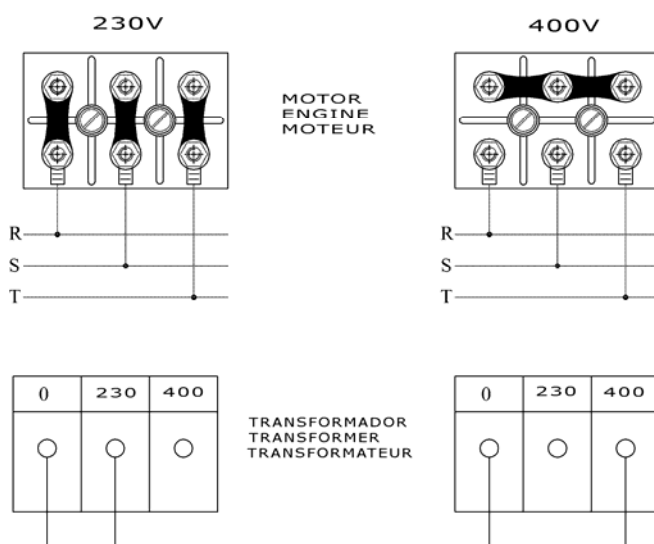 230V
400V
MOTOR
ENGINE
MOTEUR
R
S
T
R
S
T
0 230 400
TRANSFORMADOR
TRANSFORMER
TRANSFORMATEUR
0 230 400